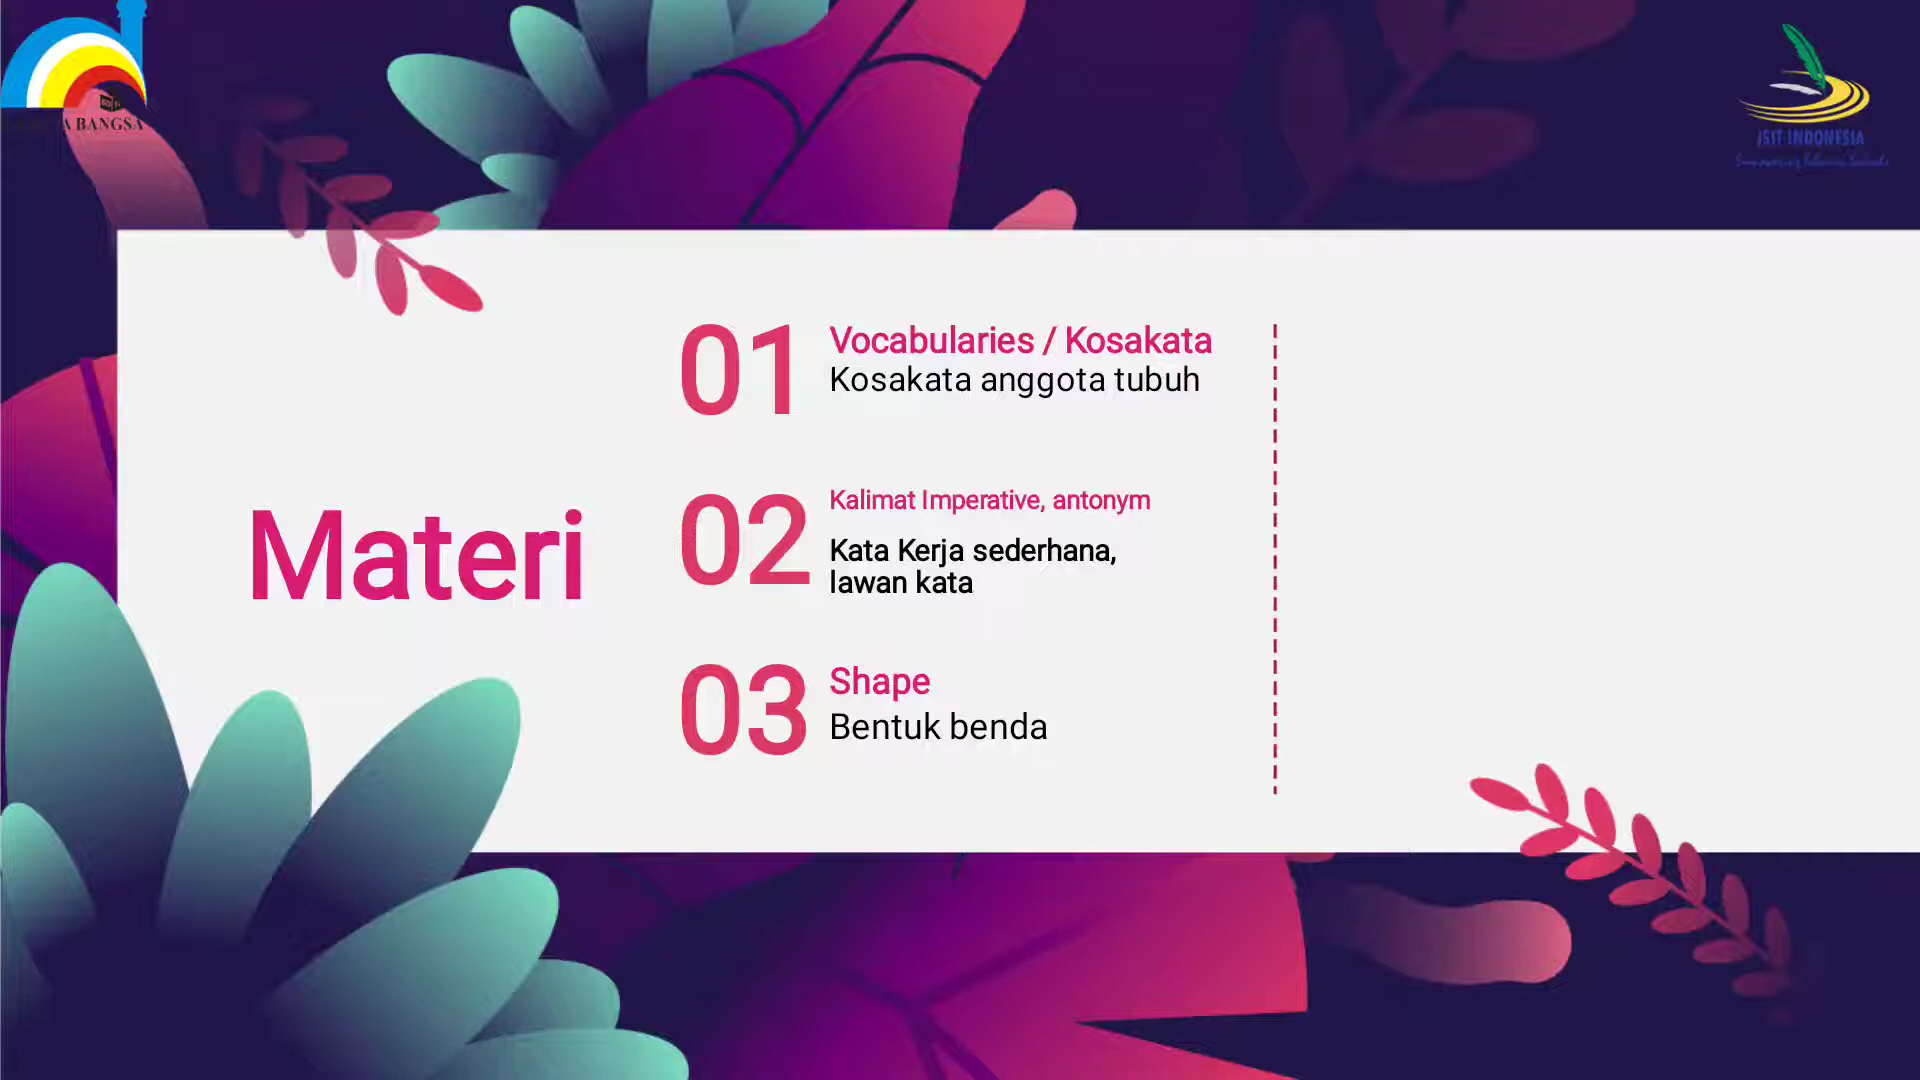 BANGSA
JSIT INDONESIA
Materi
01
Vocabularies / Kosakata
Kosakata anggota tubuh
02
Kalimat Imperative, antonym
Kata Kerja sederhana,
lawan kata
03
Shape
Bentuk benda